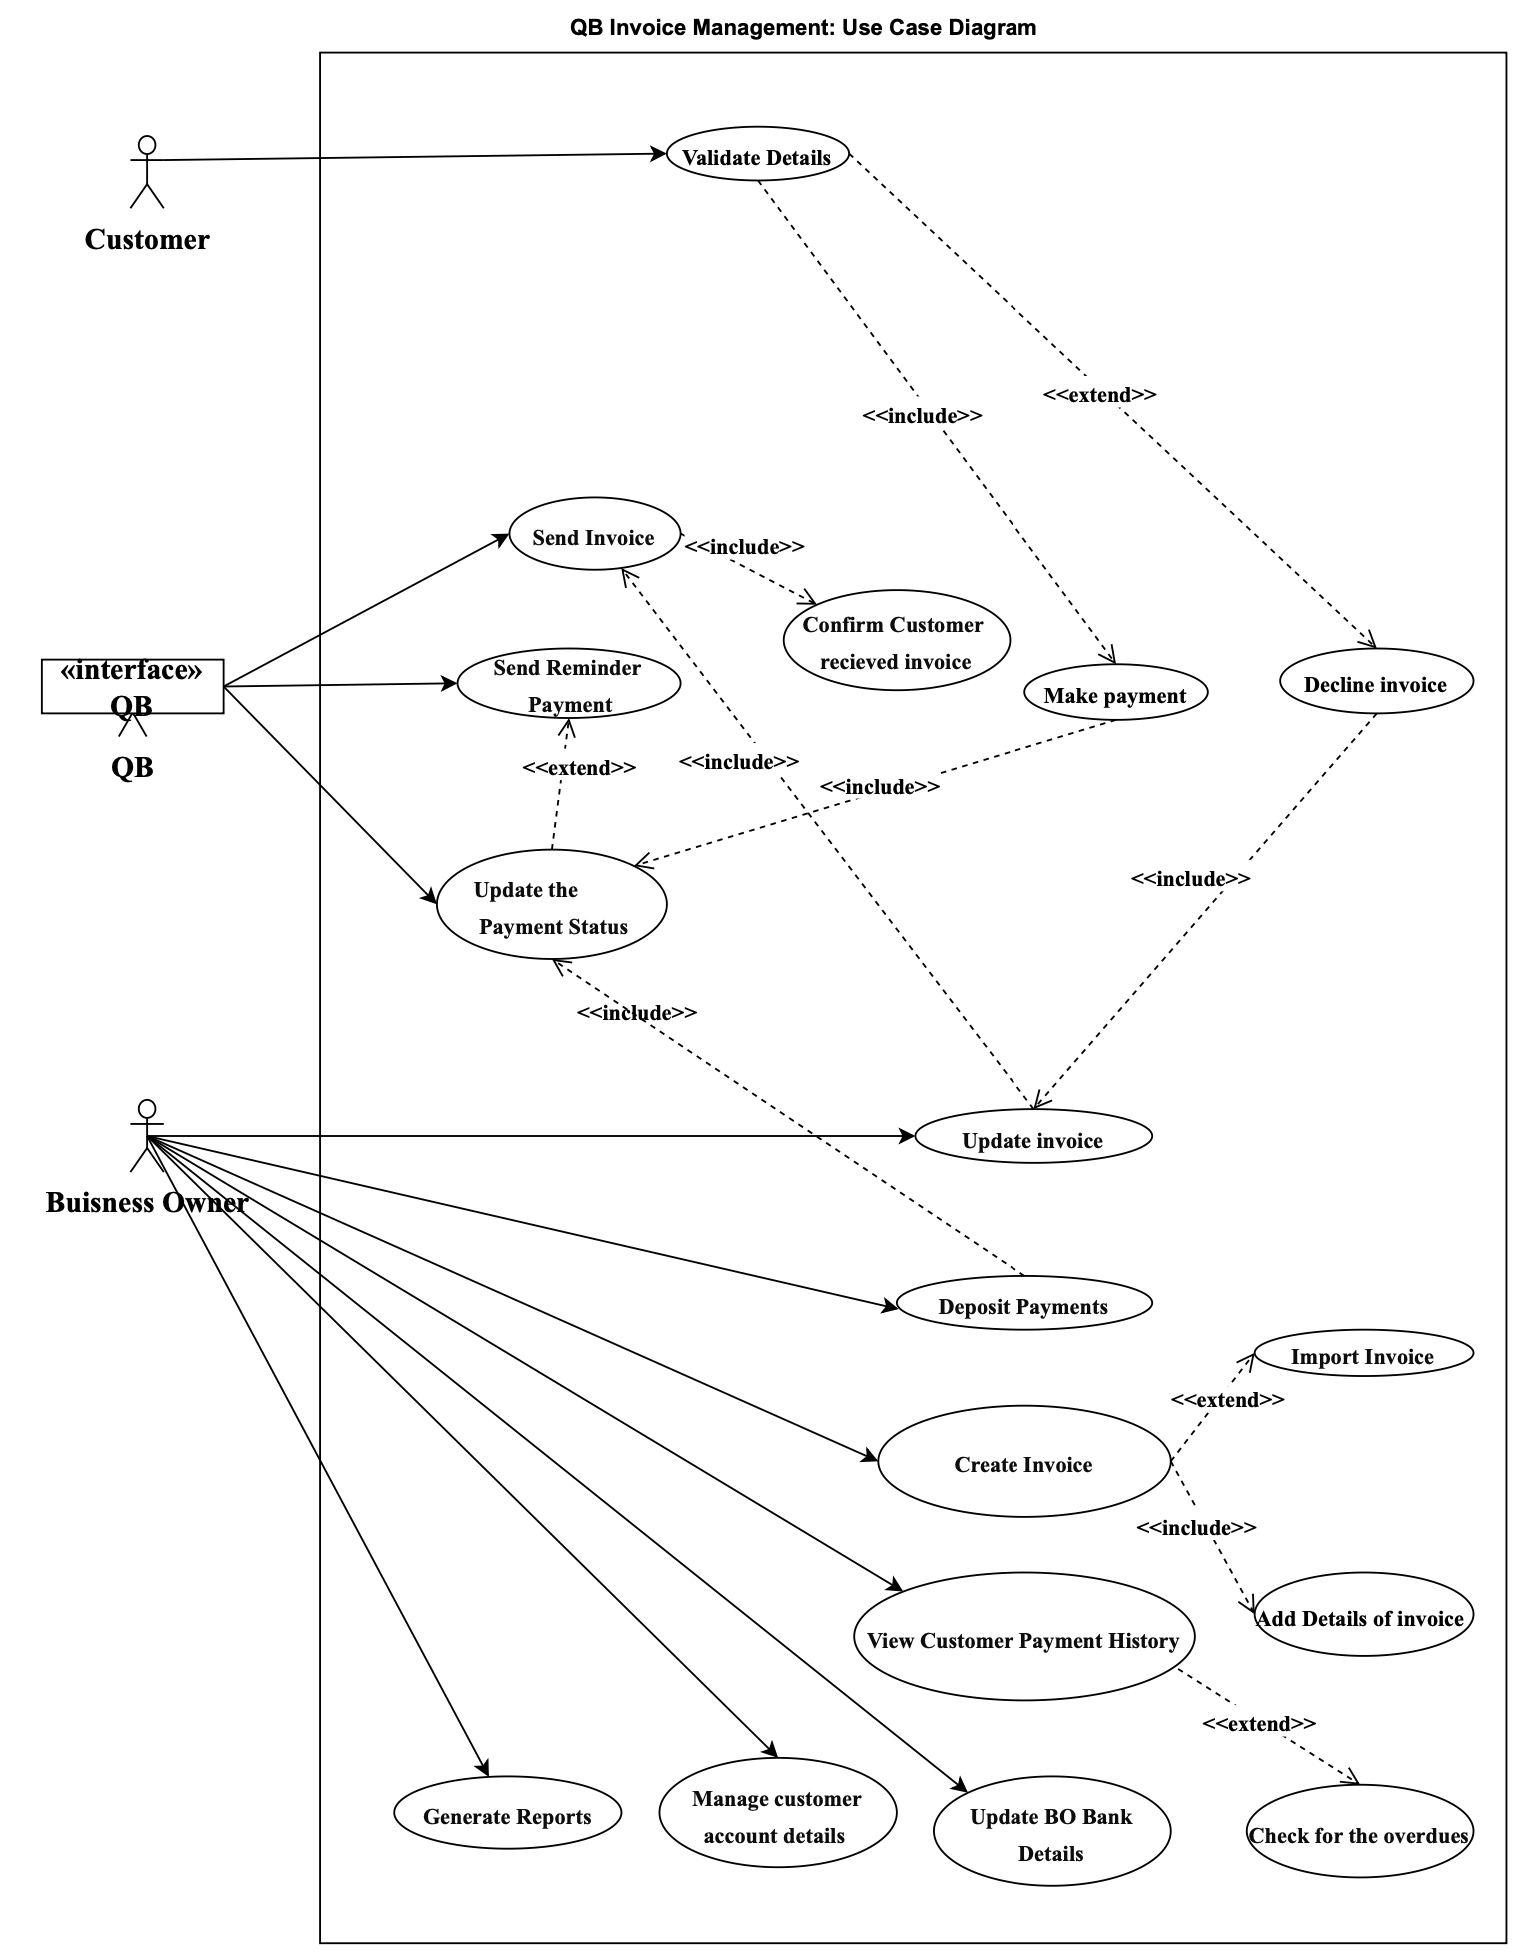 QB Invoice Management: Use Case Diagram
Validate Details
Customer
<<extend>>
<<include>>
Send Invoice
<<include>>
Confirm Customer
recieved invoice
«interface»
QB
QB
Send Reminder
Payment
Make payment
Decline invoice
<<extend>>
<<include>>
<<include>>
<<include>>
Update the
Payment Status
<<include>>
Buisness Owner
Update invoice
Deposit Payments
Import Invoice
<<extend>>
Create Invoice
<<include>>
Add Details of invoice
View Customer Payment History
<<extend>>
Generate Reports
Manage customer
account details
Update BO Bank
Details
Check for the overdues